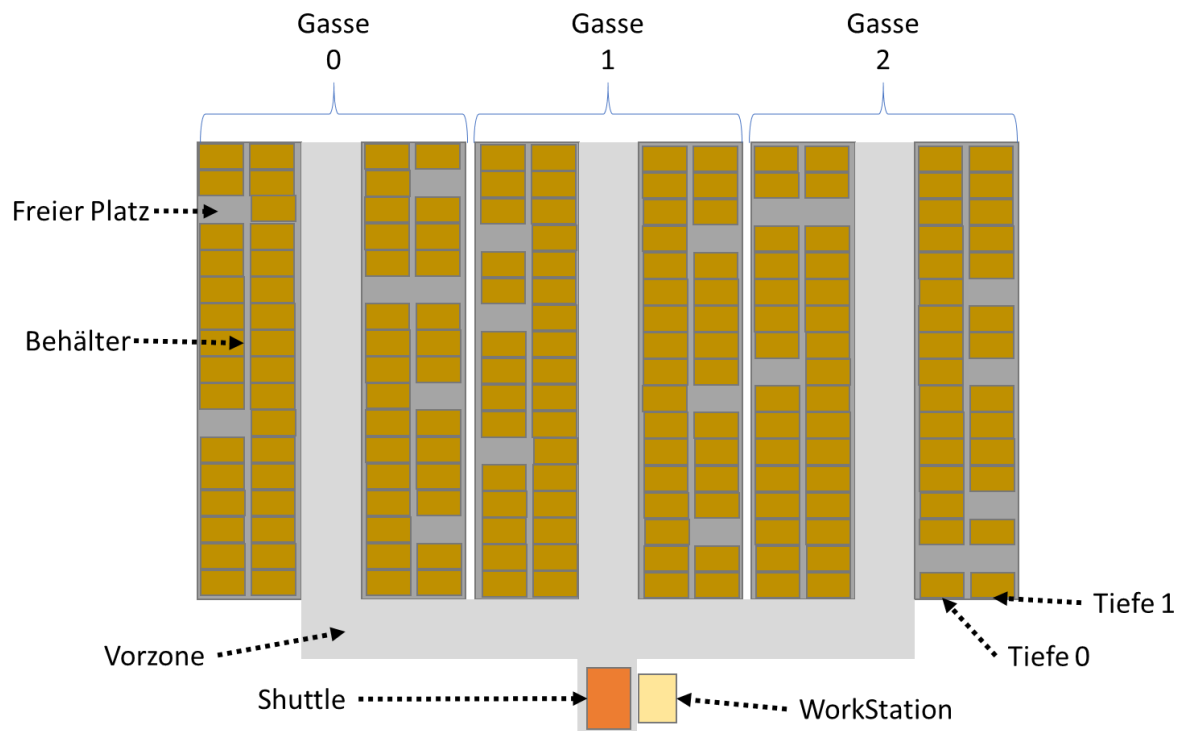 Gasse
0
Gasse
1
Gasse
2
Freier Platz
Behälter
Tiefe 1
Vorzone
Tiefe 0
Shuttle
WorkStation